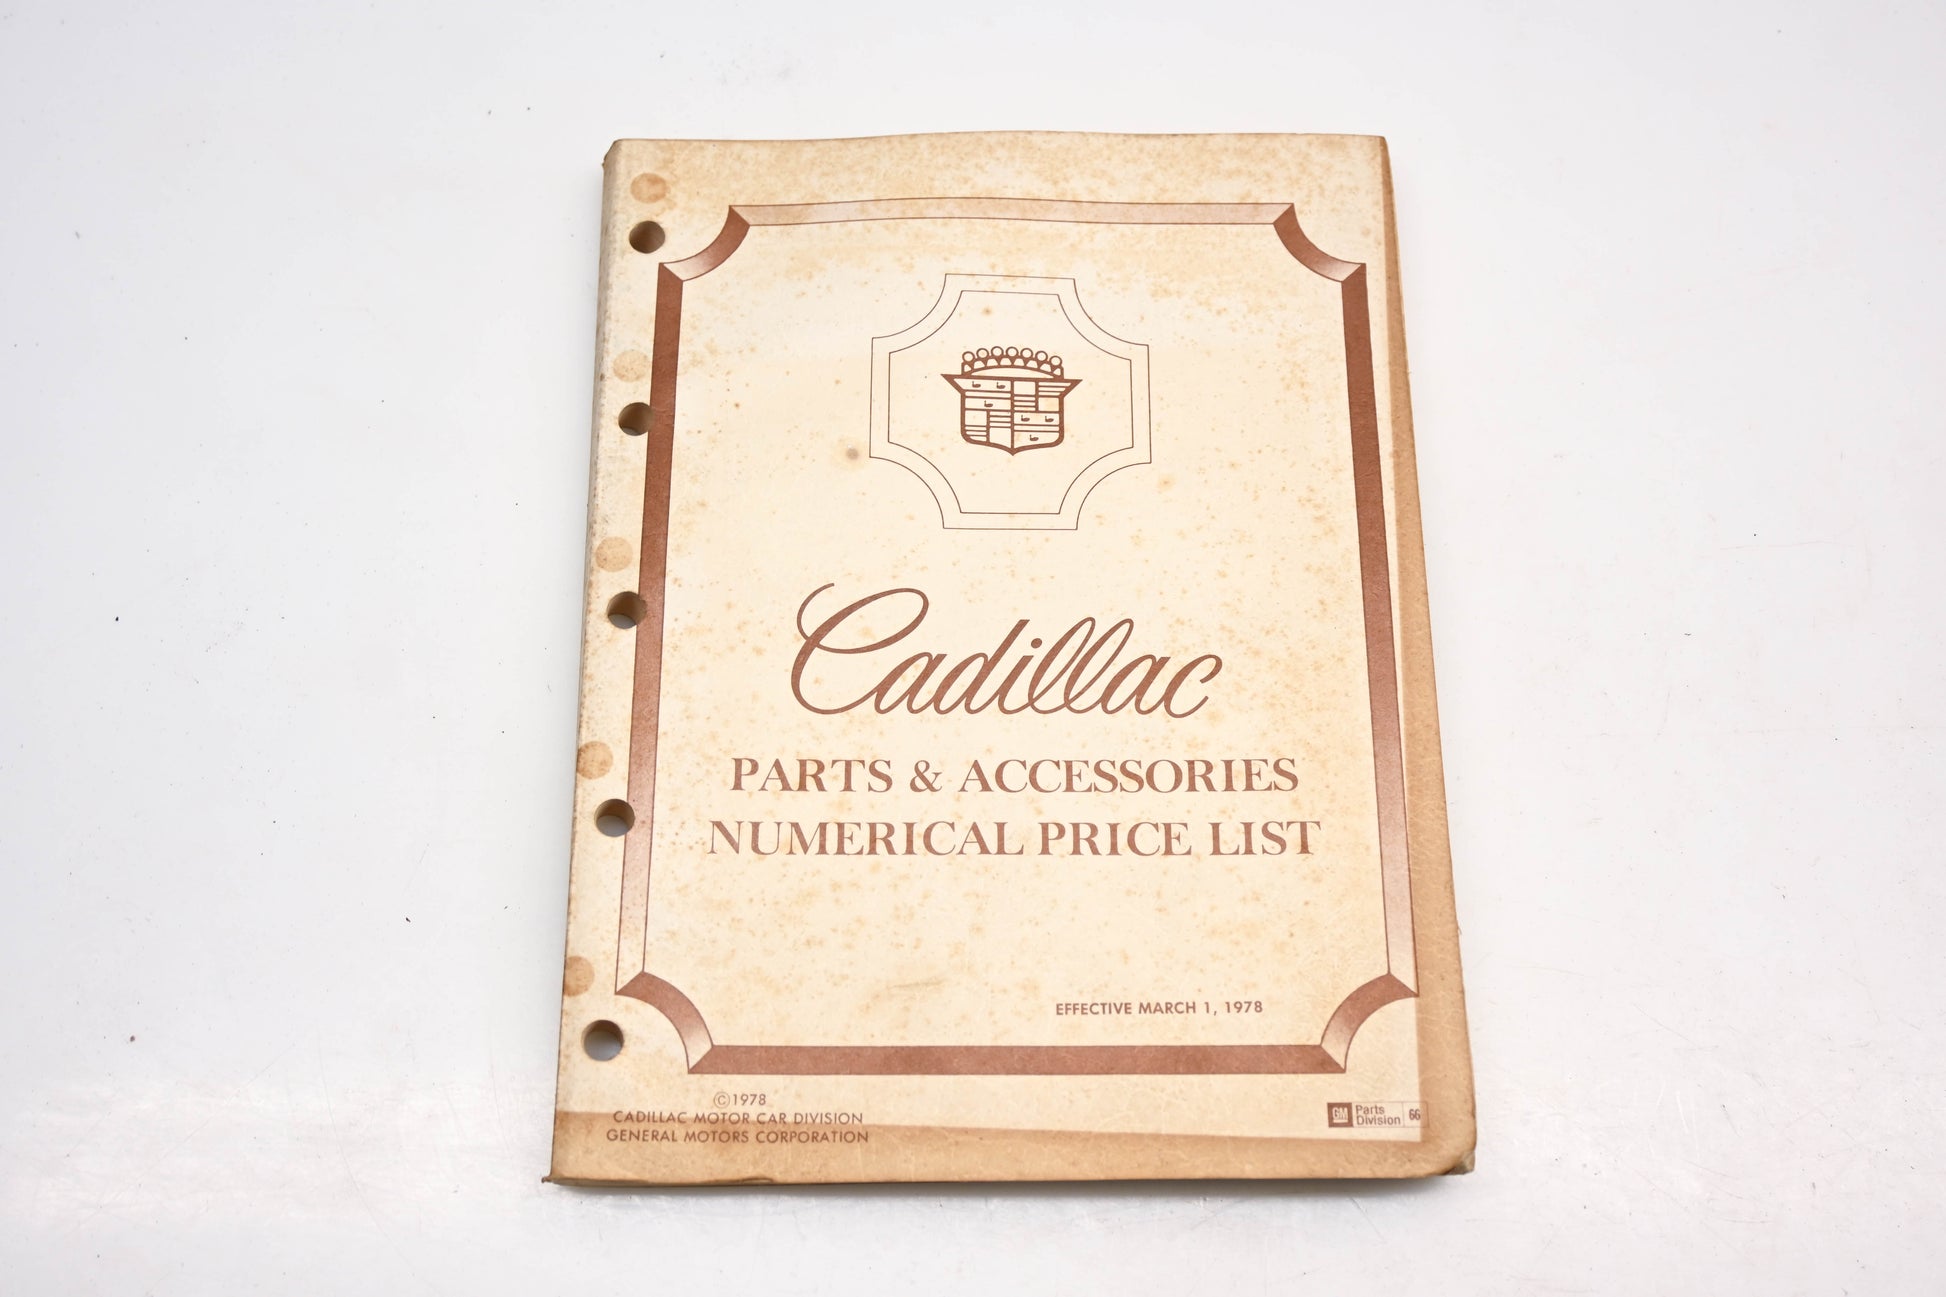 Cadillac
PARTS & ACCESSORIES
NUMERICAL PRICE LIST
EFFECTIVE MARCH 1, 1978
©1978
CADILLAC MOTOR CAR DIVISION
GENERAL MOTORS CORPORATION
GM Parts Division 66